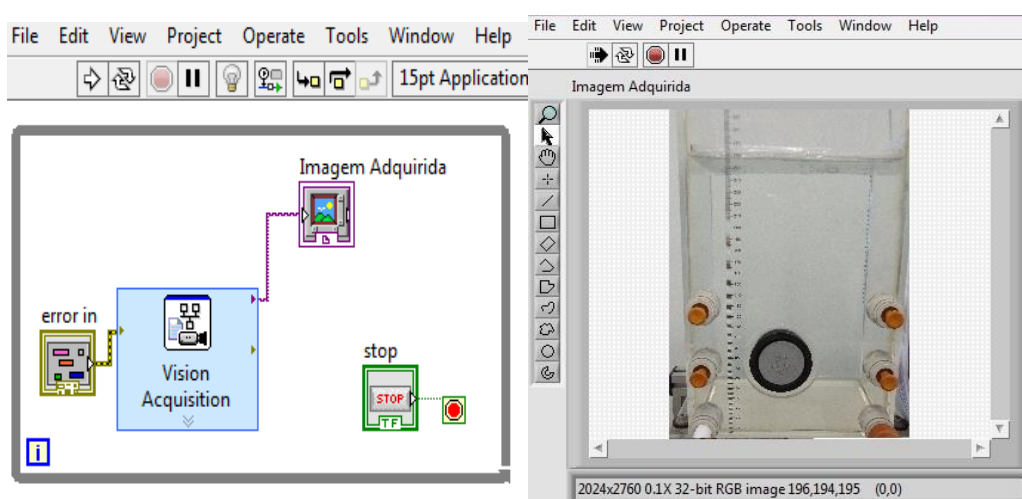 File Edit View Project Operate Tools Window Help
15pt Application
Imagem Adquirida
error in
Vision
Acquisition
stop
STOP
TF
i
File Edit View Project Operate Tools Window Help
Imagem Adquirida
2024x2760 0.1X 32-bit RGB image 196,194,195 (0,0)